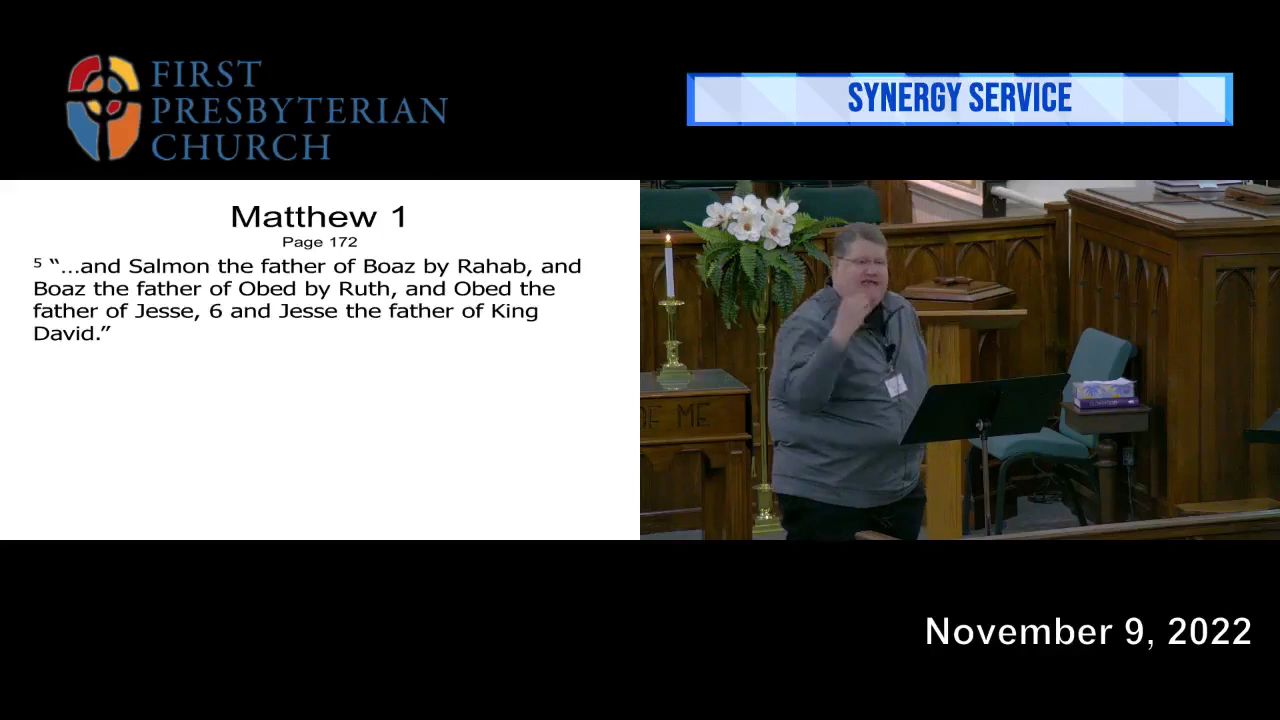 FIRST
PRESBYTERIAN
CHURCH
SYNERGY SERVICE
Matthew 1
Page 172
5 “...and Salmon the father of Boaz by Rahab, and
Boaz the father of Obed by Ruth, and Obed the
father of Jesse, 6 and Jesse the father of King
David.”
OF ME
November 9, 2022